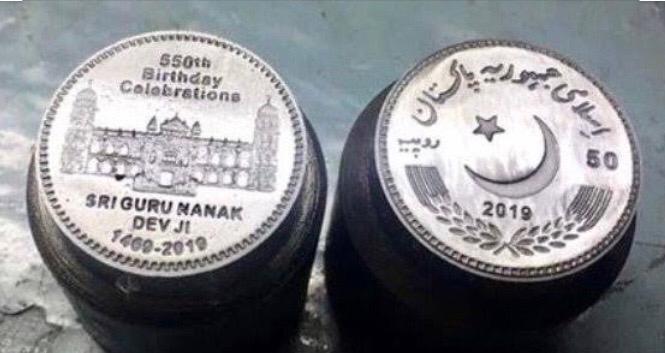 550th
Birthday
Celebrations
SRI GURU NANAK
DEV JI
1469-2019
اسلامی جمہوریہ پاکستان
روپیہ
50
2019